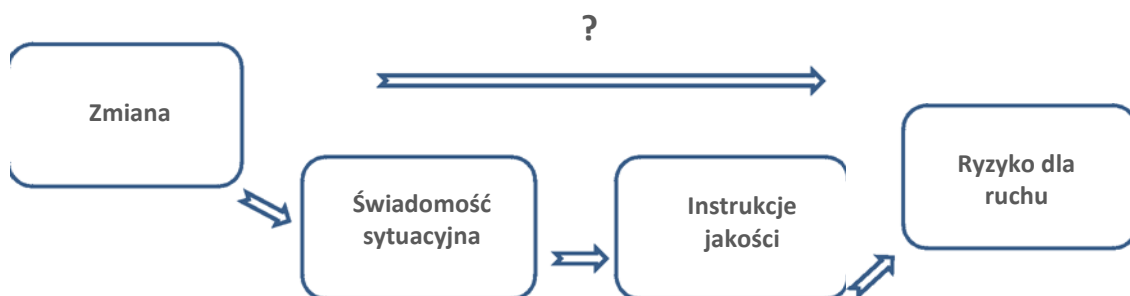 ?
Zmiana
Świadomość
sytuacyjna
Instrukcje
jakości
Ryzyko dla
ruchu